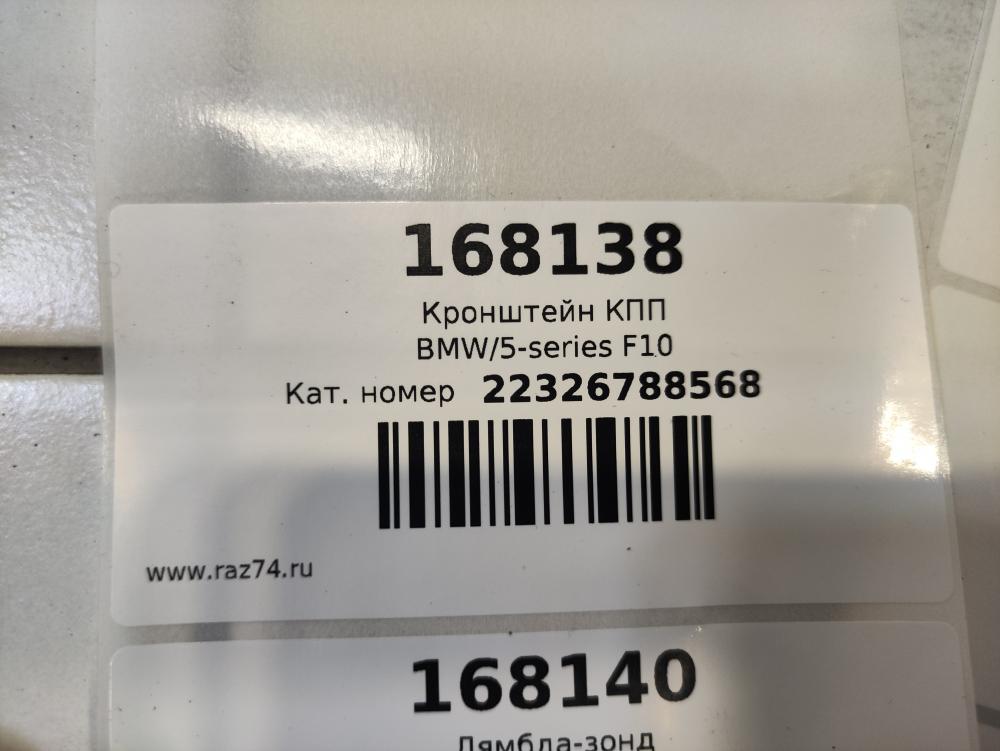 168138
Кронштейн КПП
BMW/5-series F10
Кат. номер 22326788568
www.raz74.ru
168140
Лямбда-зонд